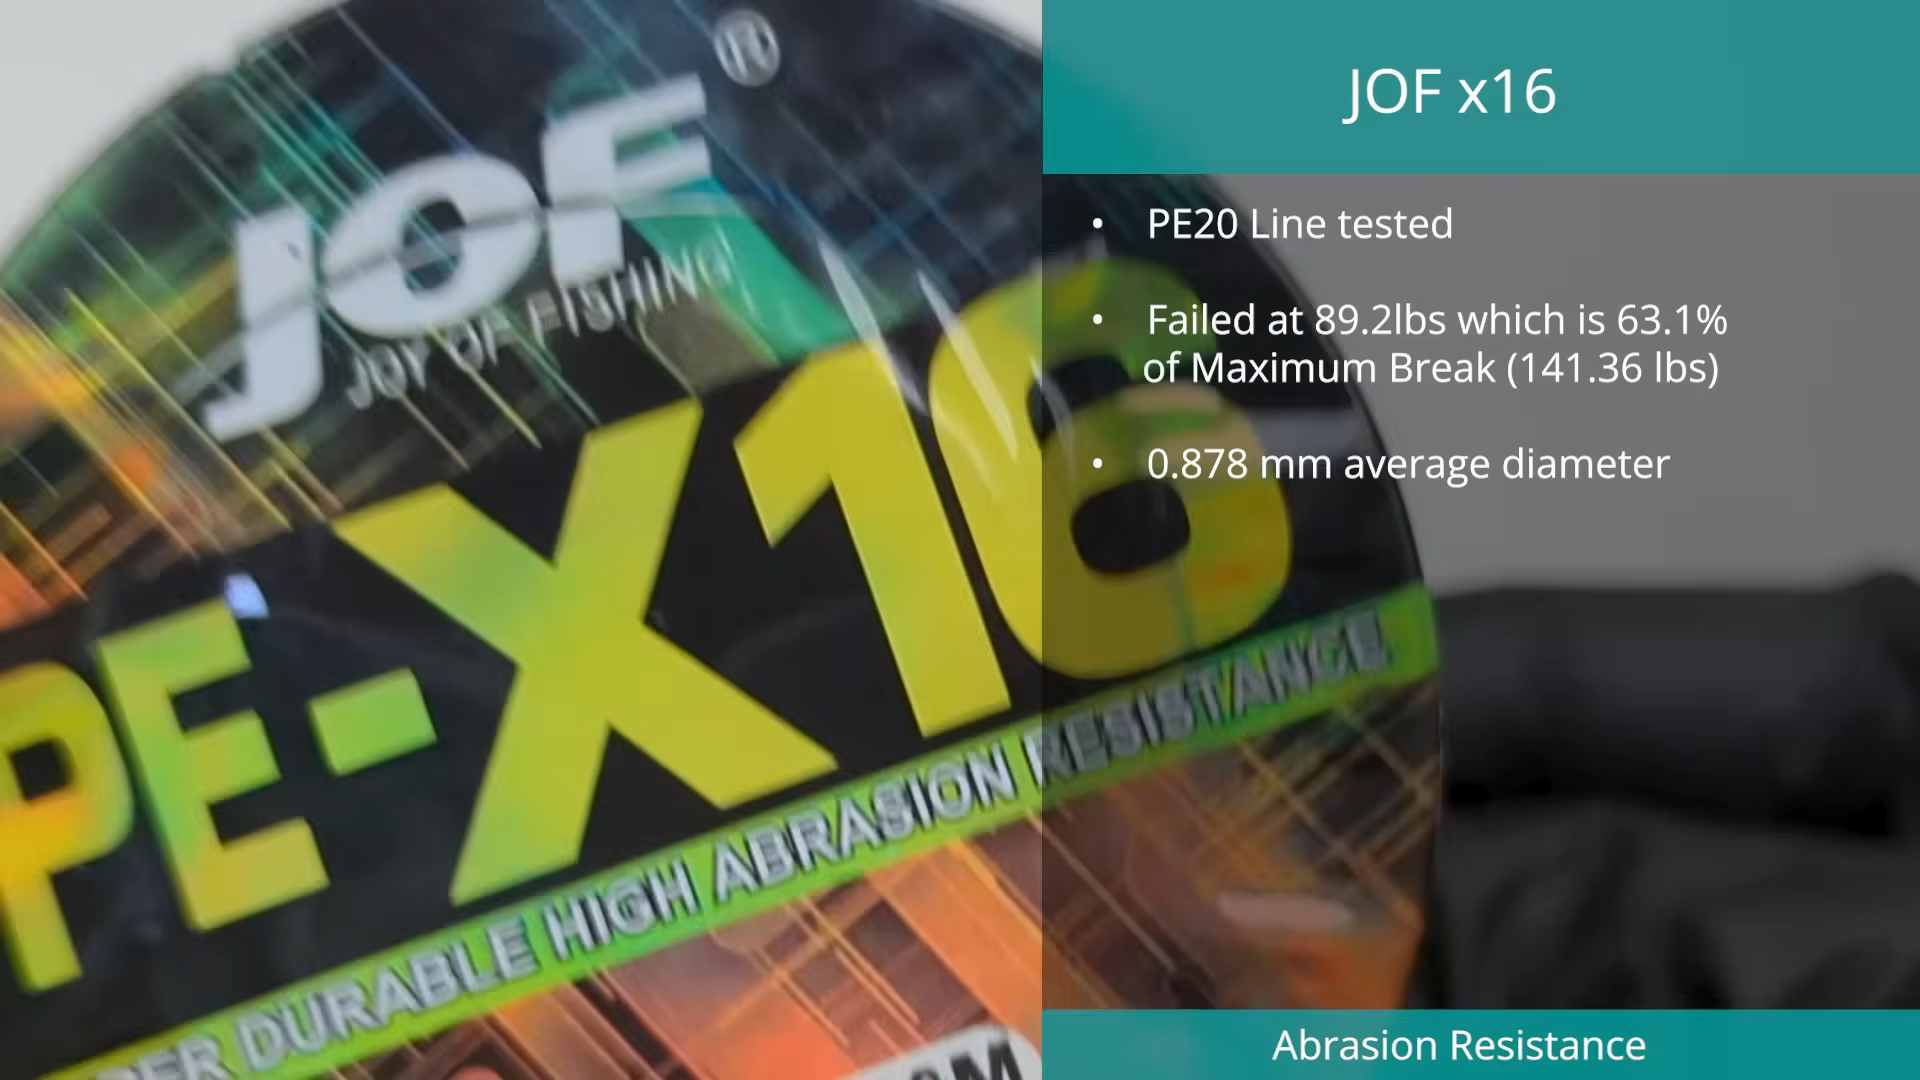 JOF ®
JOY OF FISHING
PE-X16
DURABLE HIGH ABRASION RESISTANCE
JOF x16
• PE20 Line tested
• Failed at 89.2lbs which is 63.1%
of Maximum Break (141.36 lbs)
• 0.878 mm average diameter
Abrasion Resistance